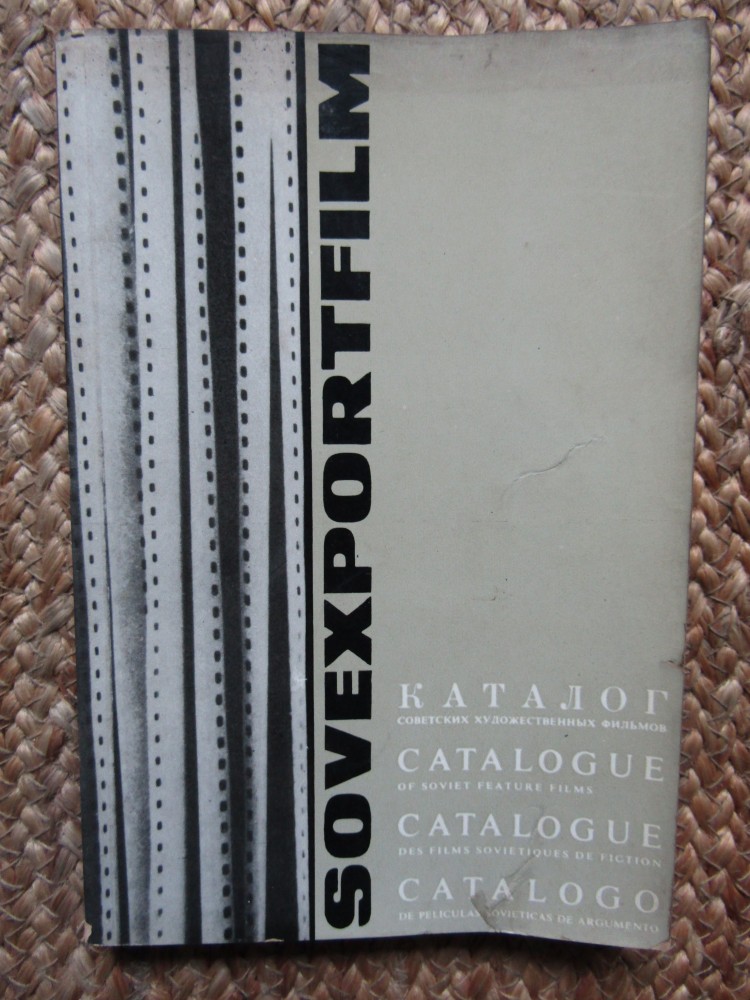 SOVEXPORTFILM
КАТАЛОГ
СОВЕТСКИХ ХУДОЖЕСТВЕННЫХ ФИЛЬМОВ
CATALOGUE
OF SOVIET FEATURE FILMS
CATALOGUE
DES FILMS SOVIETIQUES DE FICTION
CATALOGO
DE PELICULAS SOVIETICAS DE ARGUMENTO